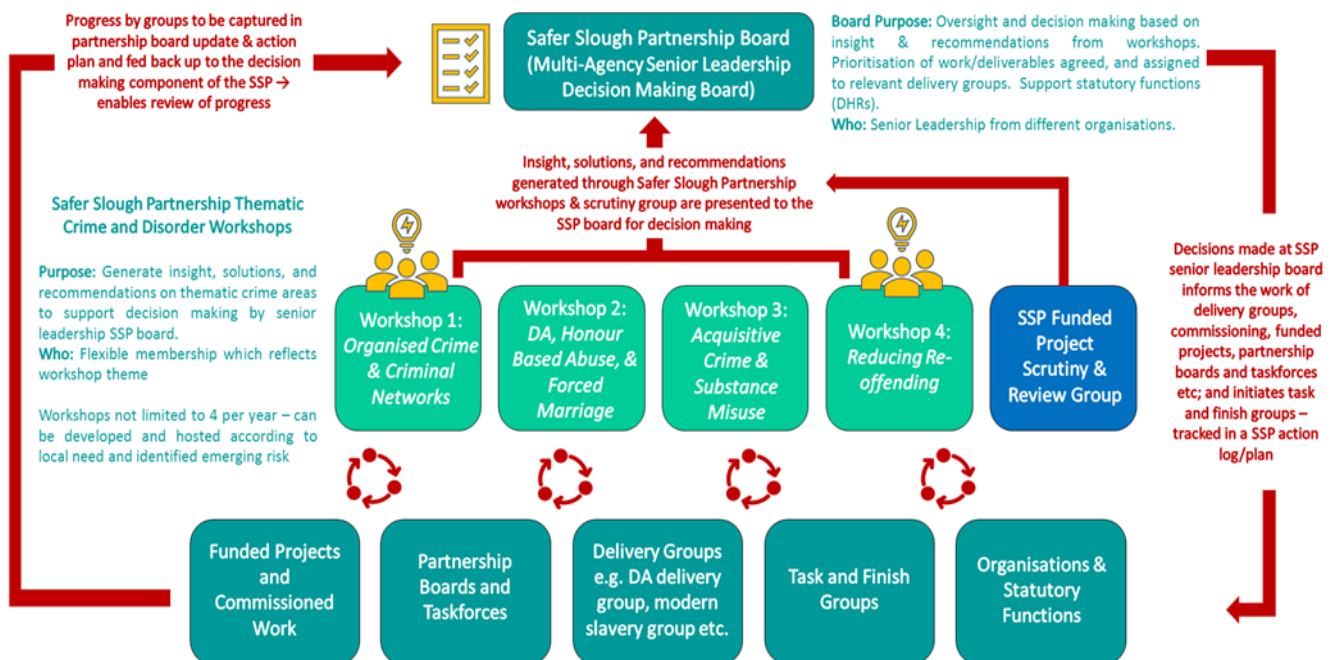 Progress by groups to be captured in
partnership board update & action
plan and fed back up to the decision
making component of the SSP →
enables review of progress
Safer Slough Partnership Board
(Multi-Agency Senior Leadership
Decision Making Board)
Board Purpose: Oversight and decision making based on
insight & recommendations from workshops.
Prioritisation of work/deliverables agreed, and assigned
to relevant delivery groups. Support statutory functions
(DHRs).
Who: Senior Leadership from different organisations.
Insight, solutions, and recommendations
generated through Safer Slough Partnership
workshops & scrutiny group are presented to the
SSP board for decision making
Safer Slough Partnership Thematic
Crime and Disorder Workshops
Purpose: Generate insight, solutions, and
recommendations on thematic crime areas
to support decision making by senior
leadership SSP board.
Who: Flexible membership which reflects
workshop theme
Workshops not limited to 4 per year – can
be developed and hosted according to
local need and identified emerging risk
Workshop 1:
Organised Crime
& Criminal
Networks
Workshop 2:
DA, Honour
Based Abuse, &
Forced
Marriage
Workshop 3:
Acquisitive
Crime &
Substance
Misuse
Workshop 4:
Reducing Re-
offending
SSP Funded
Project
Scrutiny &
Review Group
Decisions made at SSP
senior leadership board
informs the work of
delivery groups,
commissioning, funded
projects, partnership
boards and taskforces
etc; and initiates task
and finish groups –
tracked in a SSP action
log/plan
Funded Projects
and
Commissioned
Work
Partnership
Boards and
Taskforces
Delivery Groups
e.g. DA delivery
group, modern
slavery group etc.
Task and Finish
Groups
Organisations &
Statutory
Functions